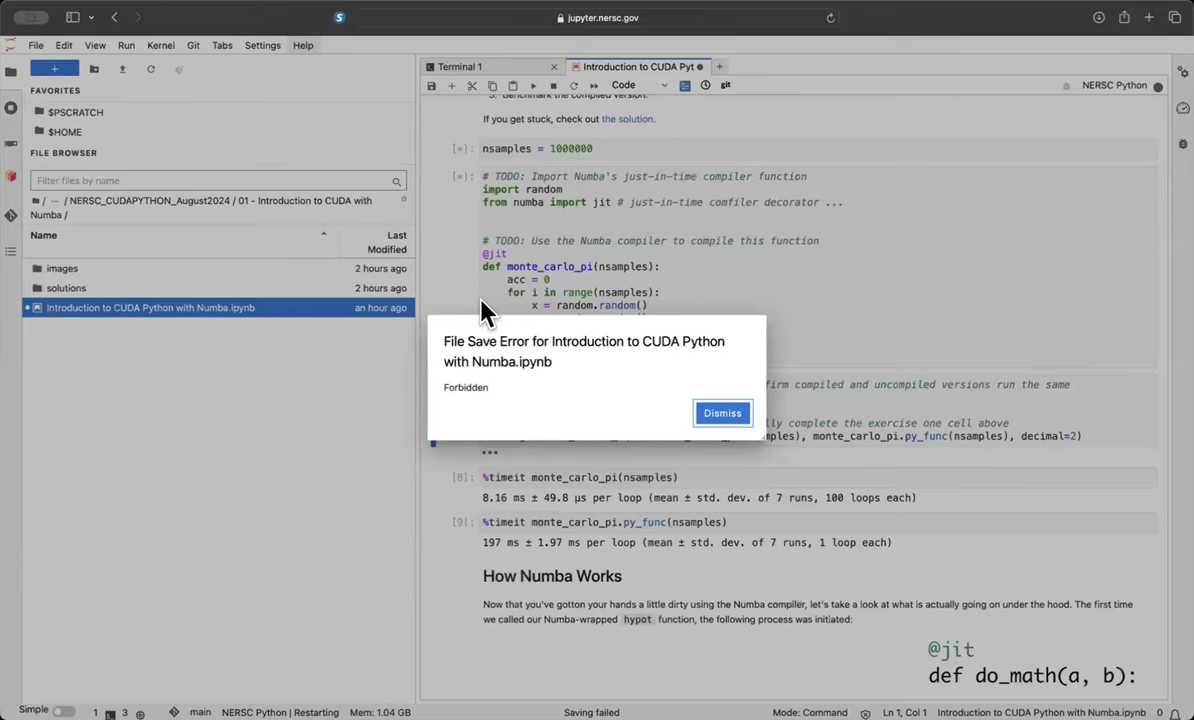 jupyter.nersc.gov
File Edit View Run Kernel Git Tabs Settings Help
FAVORITES
$PSCRATCH
$HOME
FILE BROWSER
Filter files by name
/ ··· / NERSC_CUDAPYTHON_August2024 / 01 - Introduction to CUDA with
Numba /
Name Last
Modified
images 2 hours ago
solutions 2 hours ago
Introduction to CUDA Python with Numba.ipynb an hour ago
Terminal 1 Introduction to CUDA Pyt
Code git NERSC Python
3. Benchmark the compiled version.
If you get stuck, check out the solution.
[*]: nsamples = 1000000
[*]: # TODO: Import Numba's just-in-time compiler function
import random
from numba import jit # just-in-time comfiler decorator ...
# TODO: Use the Numba compiler to compile this function
@jit
def monte_carlo_pi(nsamples):
acc = 0
for i in range(nsamples):
x = random.random()
File Save Error for Introduction to CUDA Python
with Numba.ipynb
Forbidden
Dismiss
firm compiled and uncompiled versions run the same
lly complete the exercise one cell above
mples), monte_carlo_pi.py_func(nsamples), decimal=2)
[8]: %timeit monte_carlo_pi(nsamples)
8.16 ms ± 49.8 µs per loop (mean ± std. dev. of 7 runs, 100 loops each)
[9]: %timeit monte_carlo_pi.py_func(nsamples)
197 ms ± 1.97 ms per loop (mean ± std. dev. of 7 runs, 1 loop each)
How Numba Works
Now that you've gotton your hands a little dirty using the Numba compiler, let's take a look at what is actually going on under the hood. The first time
we called our Numba-wrapped hypot function, the following process was initiated:
@jit
def do_math(a, b):
Simple 1 3 main NERSC Python | Restarting Mem: 1.04 GB Saving failed Mode: Command Ln 1, Col 1 Introduction to CUDA Python with Numba.ipynb 0